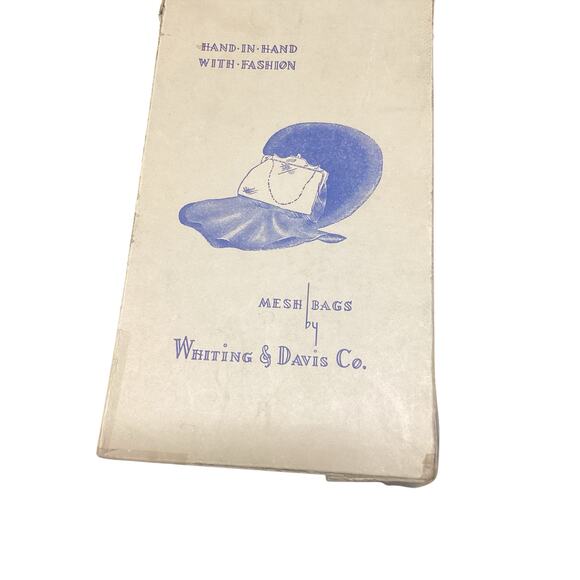 HAND·IN·HAND
WITH·FASHION
MESH BAGS
by
WHITING & DAVIS CO.